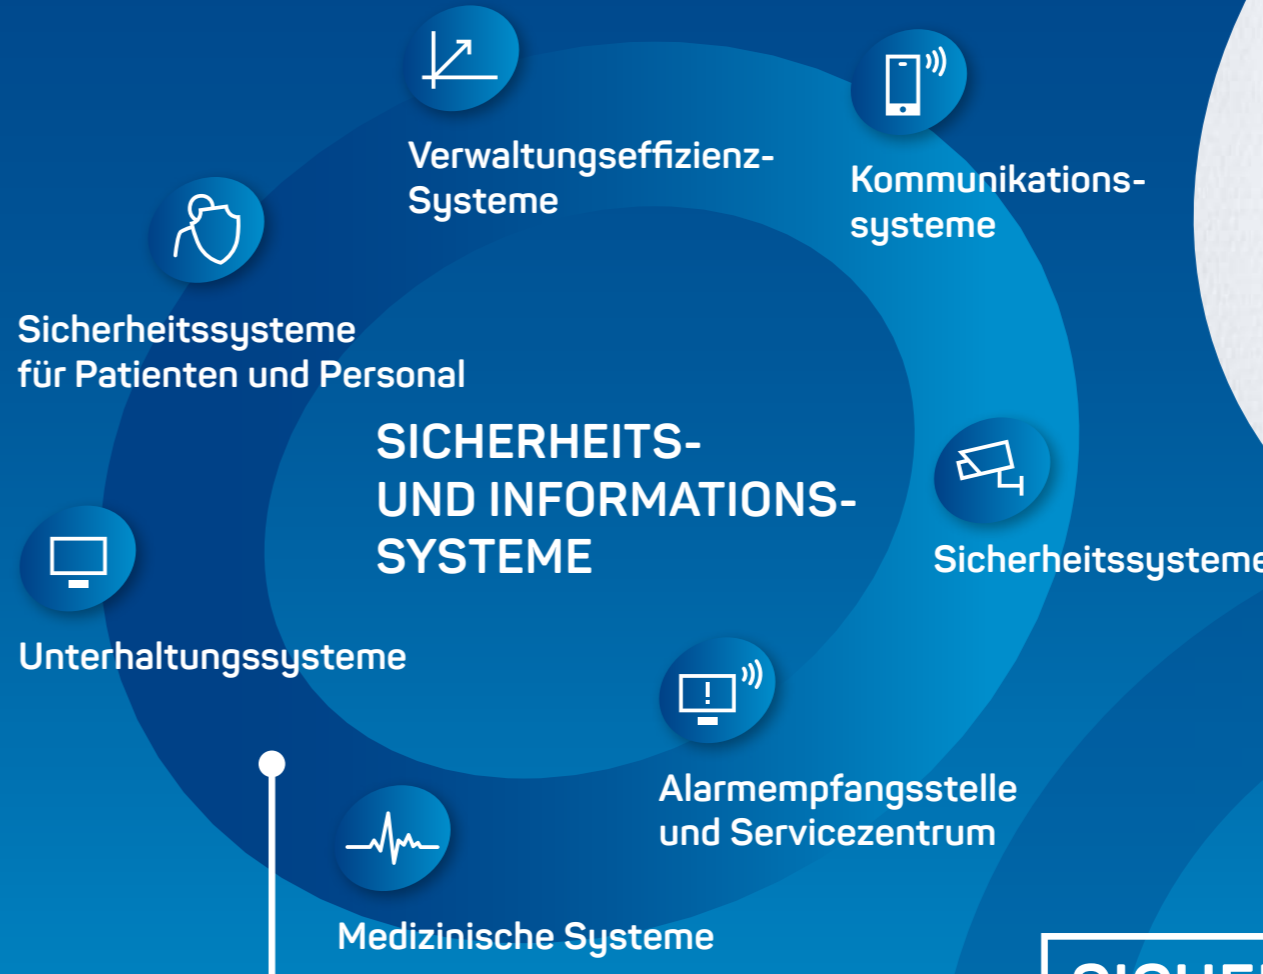 Verwaltungseffizienz-
Systeme
Kommunikations-
systeme
Sicherheitssysteme
für Patienten und Personal
SICHERHEITS-
UND INFORMATIONS-
SYSTEME
Sicherheitssysteme
Unterhaltungssysteme
Alarmempfangsstelle
und Servicezentrum
Medizinische Systeme